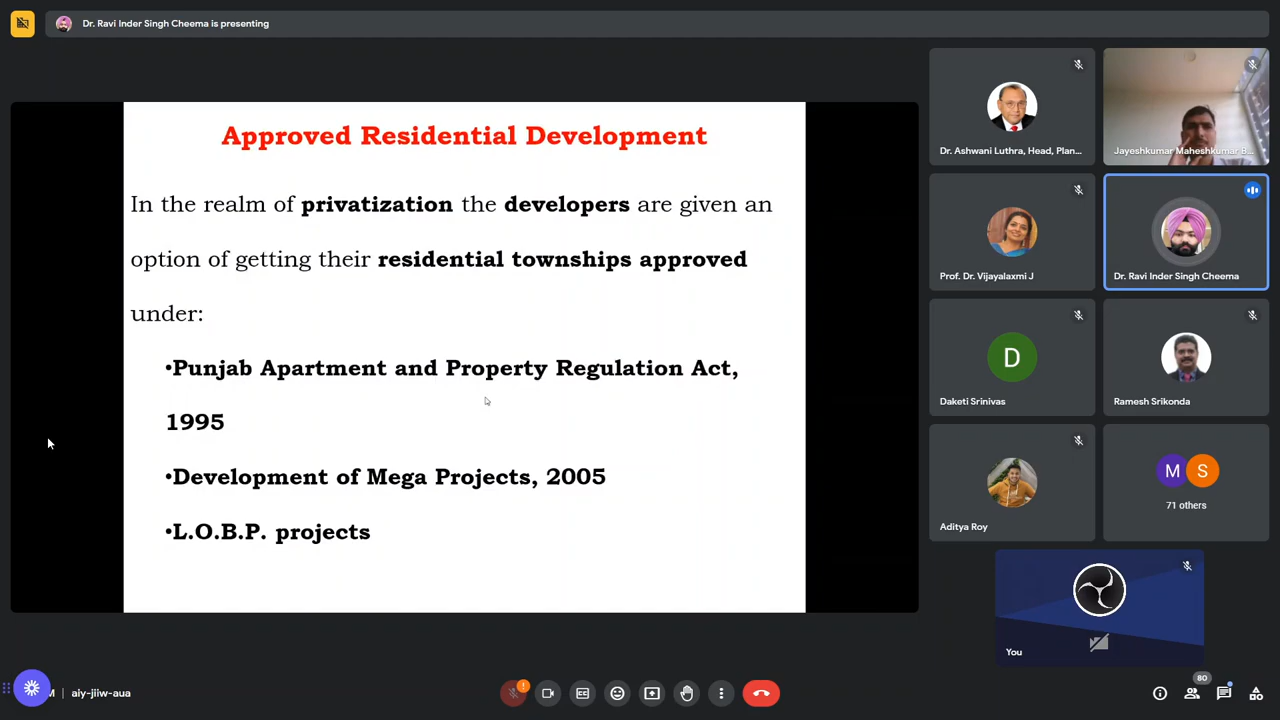 Dr. Ravi Inder Singh Cheema is presenting
Approved Residential Development
In the realm of privatization the developers are given an
option of getting their residential townships approved
under:
•Punjab Apartment and Property Regulation Act,
1995
•Development of Mega Projects, 2005
•L.O.B.P. projects
Dr. Ashwani Luthra, Head, Plan...
Jayeshkumar Maheshkumar B...
Prof. Dr. Vijayalaxmi J
Dr. Ravi Inder Singh Cheema
D
Daketi Srinivas
Ramesh Srikonda
Aditya Roy
M S
71 others
You
M | aiy-jiiw-aua
80